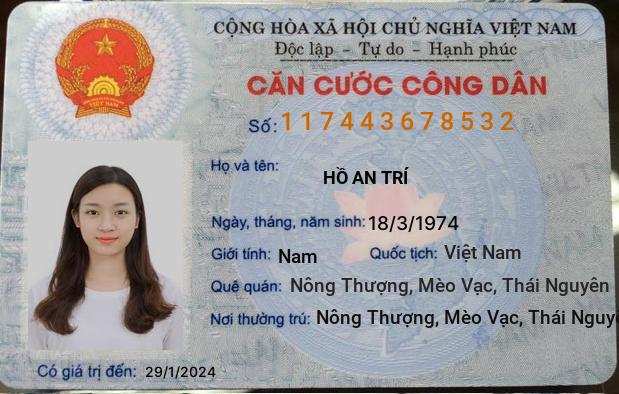 CỘNG HÒA XÃ HỘI CHỦ NGHĨA VIỆT NAM
Độc lập - Tự do - Hạnh phúc
CĂN CƯỚC CÔNG DÂN
Số: 117443678532
Họ và tên:
HỒ AN TRÍ
Ngày, tháng, năm sinh: 18/3/1974
Giới tính: Nam Quốc tịch: Việt Nam
Quê quán: Nông Thượng, Mèo Vạc, Thái Nguyên
Nơi thường trú: Nông Thượng, Mèo Vạc, Thái Nguy
Có giá trị đến: 29/1/2024
VIỆT NAM